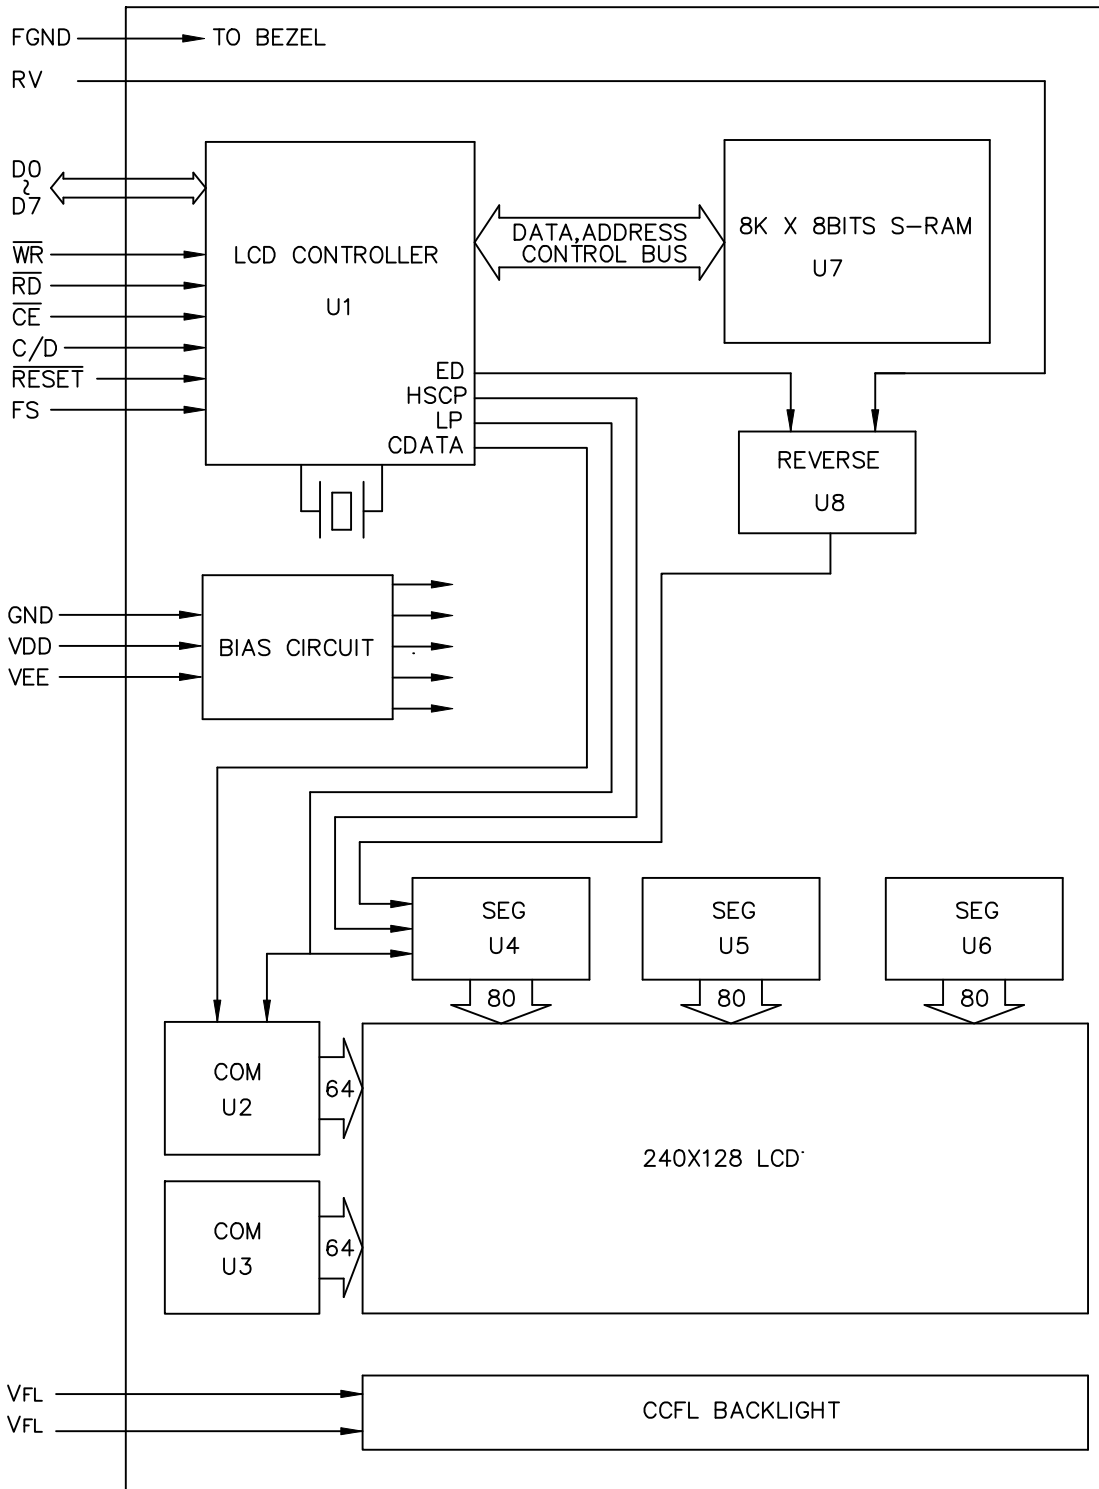 FGND
TO BEZEL
RV
D0
~
D7
WR
RD
CE
C/D
RESET
FS
LCD CONTROLLER
U1
ED
HSCP
LP
CDATA
DATA,ADDRESS
CONTROL BUS
8K X 8BITS S-RAM
U7
REVERSE
U8
GND
VDD
VEE
BIAS CIRCUIT
SEG
U4
SEG
U5
SEG
U6
80
80
80
COM
U2
64
240X128 LCD
COM
U3
64
VFL
VFL
CCFL BACKLIGHT